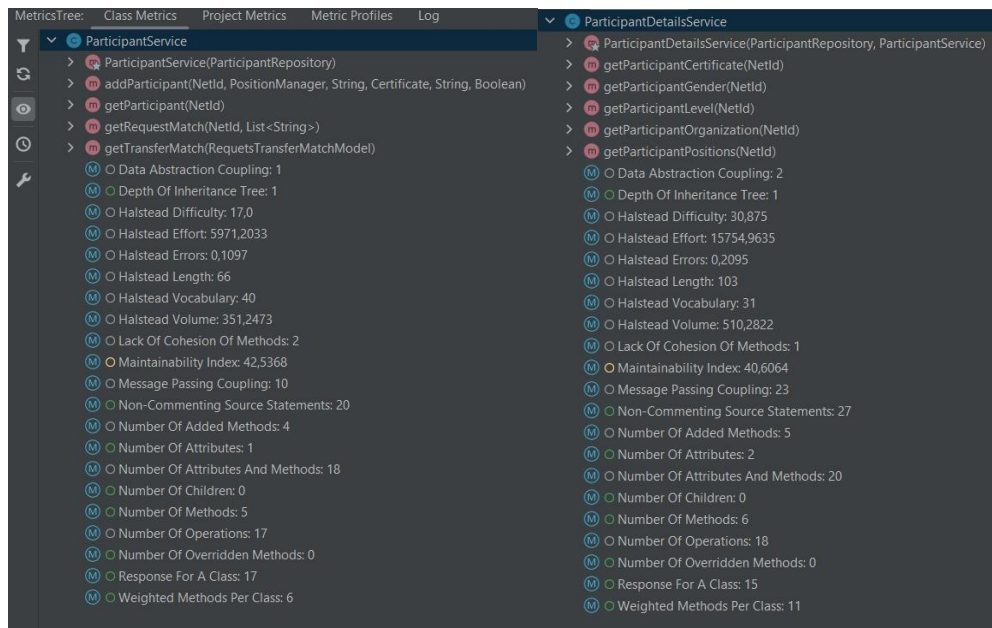 MetricsTree: Class Metrics Project Metrics Metric Profiles Log
ParticipantService
ParticipantService(ParticipantRepository)
addParticipant(NetId, PositionManager, String, Certificate, String, Boolean)
getParticipant(NetId)
getRequestMatch(NetId, List<String>)
getTransferMatch(RequetsTransferMatchModel)
Data Abstraction Coupling: 1
Depth Of Inheritance Tree: 1
Halstead Difficulty: 17,0
Halstead Effort: 5971,2033
Halstead Errors: 0,1097
Halstead Length: 66
Halstead Vocabulary: 40
Halstead Volume: 351,2473
Lack Of Cohesion Of Methods: 2
Maintainability Index: 42,5368
Message Passing Coupling: 10
Non-Commenting Source Statements: 20
Number Of Added Methods: 4
Number Of Attributes: 1
Number Of Attributes And Methods: 18
Number Of Children: 0
Number Of Methods: 5
Number Of Operations: 17
Number Of Overridden Methods: 0
Response For A Class: 17
Weighted Methods Per Class: 6
ParticipantDetailsService
ParticipantDetailsService(ParticipantRepository, ParticipantService)
getParticipantCertificate(NetId)
getParticipantGender(NetId)
getParticipantLevel(NetId)
getParticipantOrganization(NetId)
getParticipantPositions(NetId)
Data Abstraction Coupling: 2
Depth Of Inheritance Tree: 1
Halstead Difficulty: 30,875
Halstead Effort: 15754,9635
Halstead Errors: 0,2095
Halstead Length: 103
Halstead Vocabulary: 31
Halstead Volume: 510,2822
Lack Of Cohesion Of Methods: 1
Maintainability Index: 40,6064
Message Passing Coupling: 23
Non-Commenting Source Statements: 27
Number Of Added Methods: 5
Number Of Attributes: 2
Number Of Attributes And Methods: 20
Number Of Children: 0
Number Of Methods: 6
Number Of Operations: 18
Number Of Overridden Methods: 0
Response For A Class: 15
Weighted Methods Per Class: 11